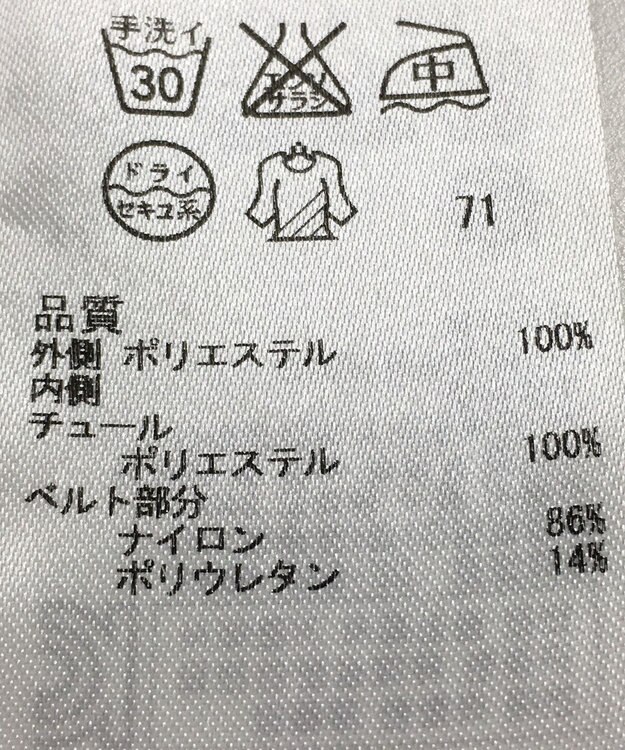 手洗イ
30
エンソ
サラシ
中
ドライ
セキユ系
71
品質
外側 ポリエステル 100%
内側
チュール
ポリエステル 100%
ベルト部分
ナイロン 86%
ポリウレタン 14%